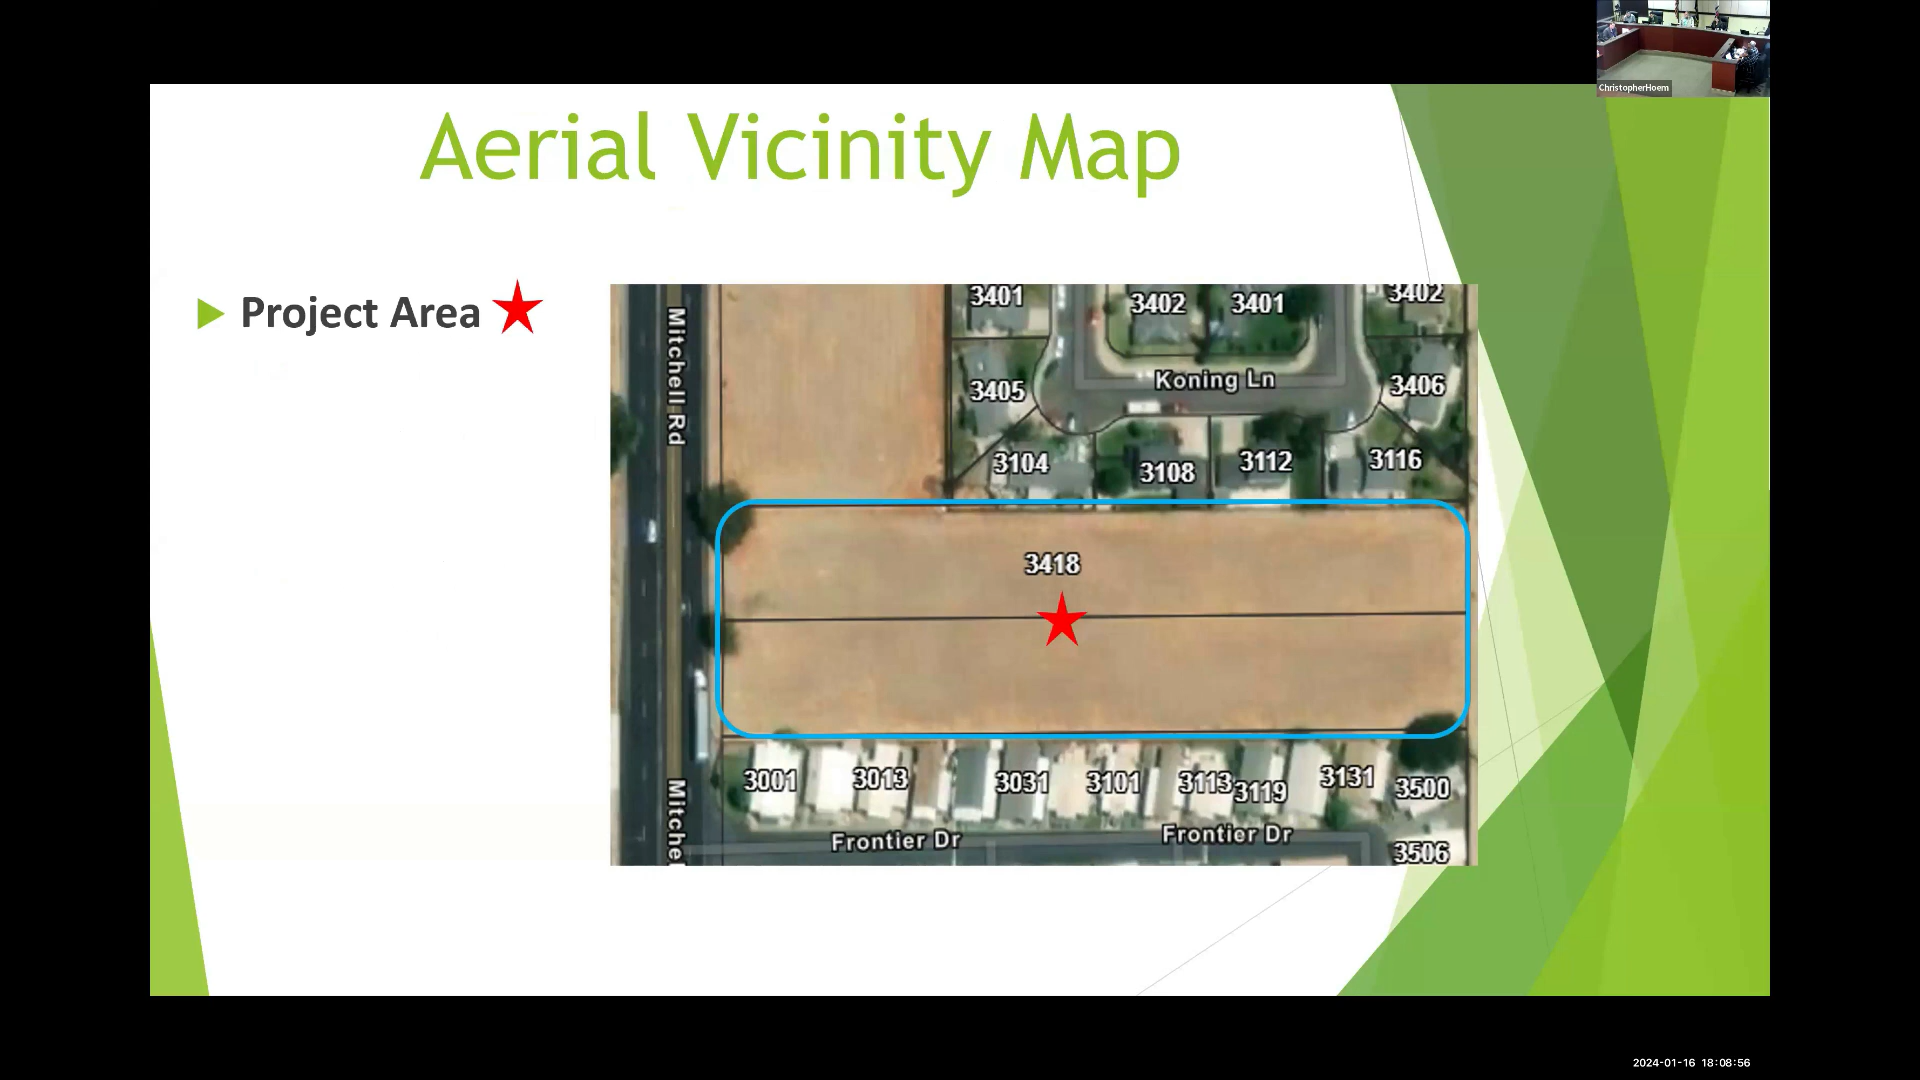 ChristopherHoem
Aerial Vicinity Map
Project Area
Mitchell Rd
3401
3402
3401
3402
3405
Koning Ln
3406
3104
3108
3112
3116
3418
3001
3013
3031
3101
3113
3119
3131
3500
Mitchel
Frontier Dr
Frontier Dr
3506
2024-01-16 18:08:56